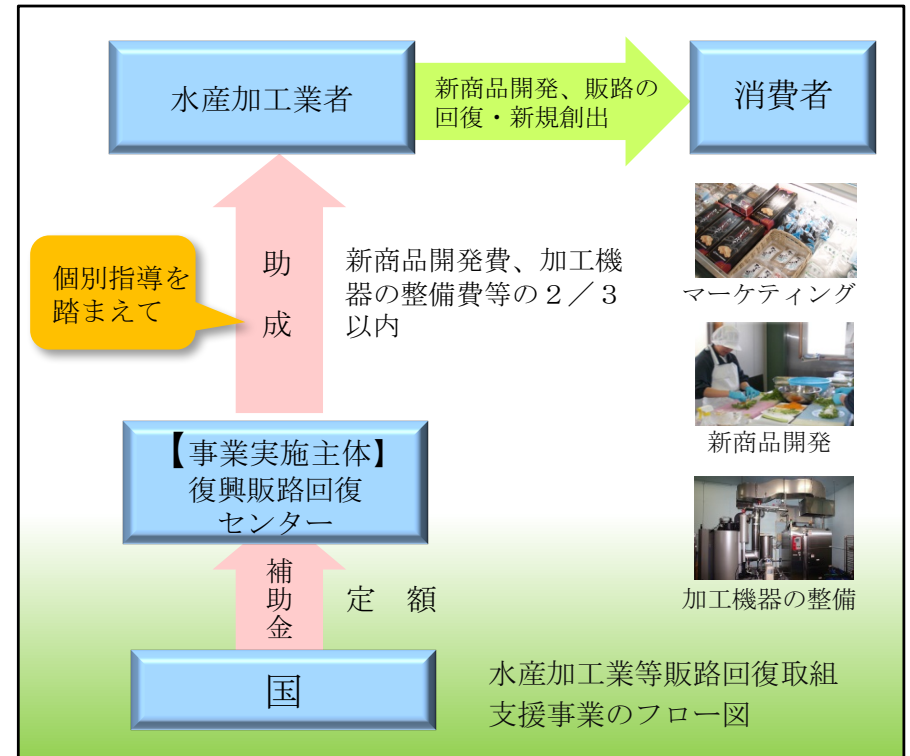 水産加工業者
新商品開発、販路の
回復・新規創出
消費者
個別指導を
踏まえて
助
成
新商品開発費、加工機
器の整備費等の２／３
以内
マーケティング
新商品開発
加工機器の整備
【事業実施主体】
復興販路回復
センター
補
助
金
定　額
国
水産加工業等販路回復取組
支援事業のフロー図